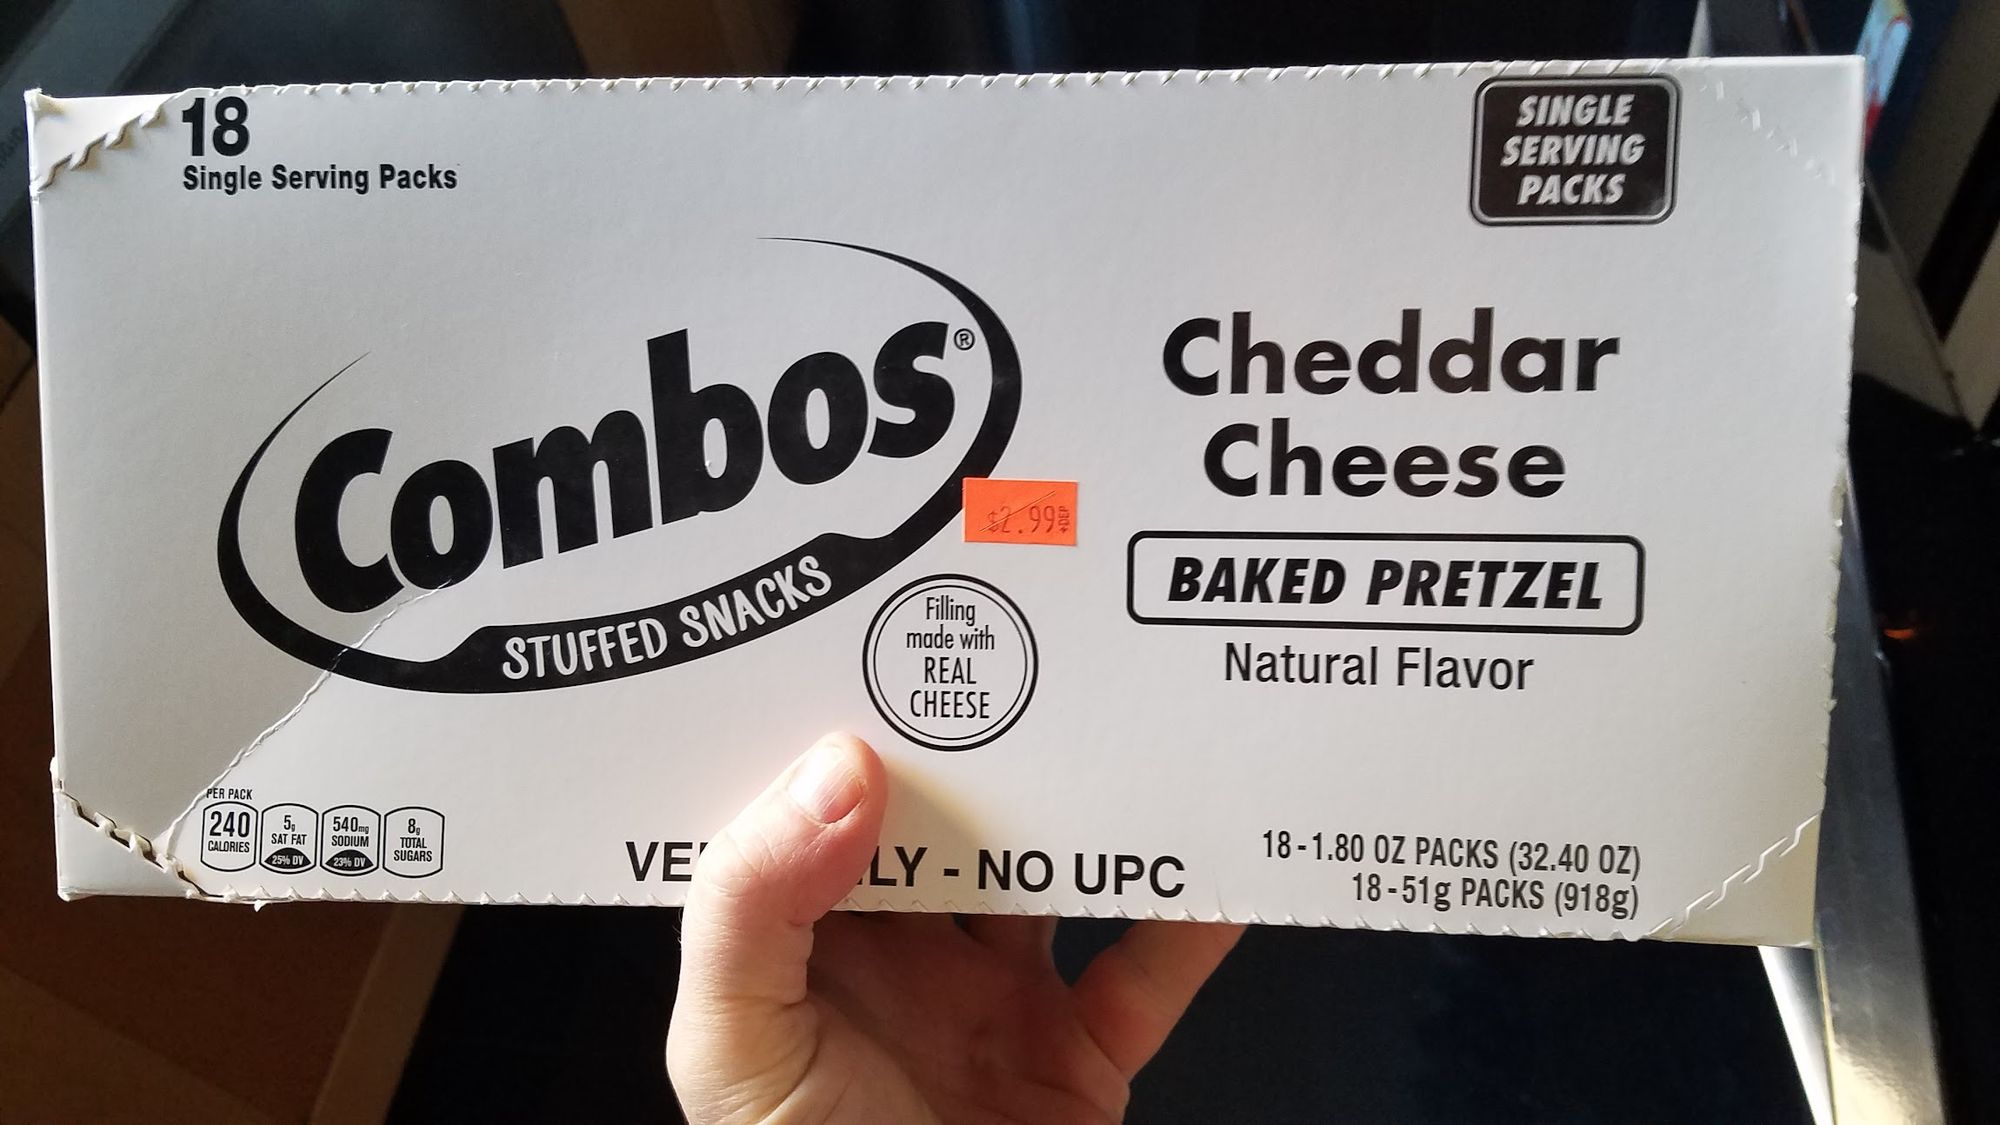 18
Single Serving Packs
SINGLE
SERVING
PACKS
Combos®
STUFFED SNACKS
$2.99 +DEP
Filling
made with
REAL
CHEESE
Cheddar
Cheese
BAKED PRETZEL
Natural Flavor
PER PACK
240
CALORIES
5g
SAT FAT
25% DV
540mg
SODIUM
23% DV
8g
TOTAL
SUGARS
- NO UPC
18-1.80 OZ PACKS (32.40 OZ)
18-51g PACKS (918g)